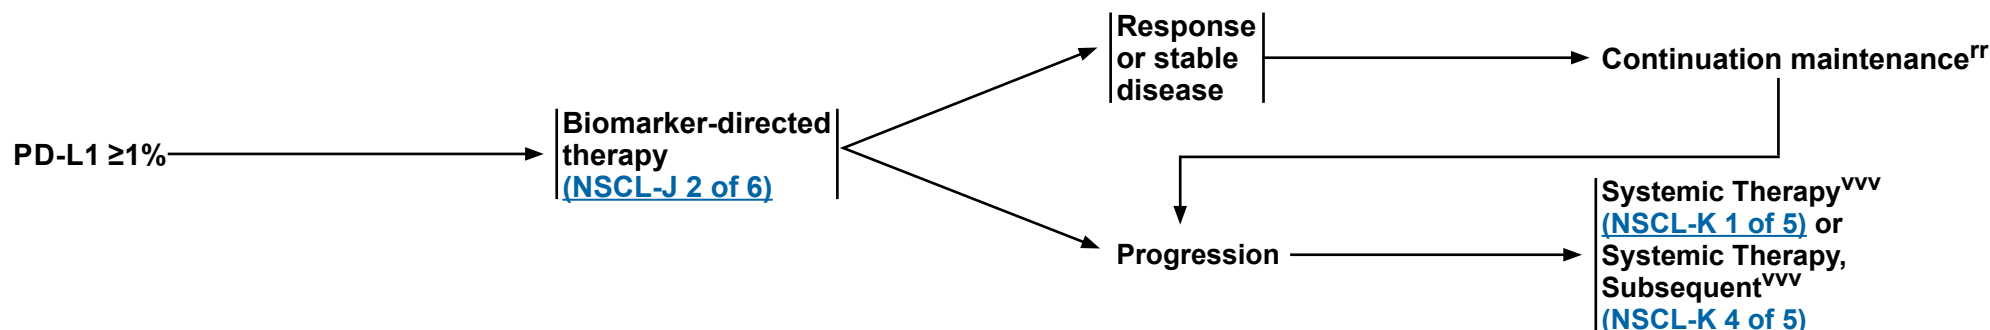 PD-L1 ≥1%
Biomarker-directed
therapy
(NSCL-J 2 of 6)
Response
or stable
disease
Continuation maintenanceʳʳ
Progression
Systemic Therapyᵛᵛᵛ
(NSCL-K 1 of 5) or
Systemic Therapy,
Subsequentᵛᵛᵛ
(NSCL-K 4 of 5)